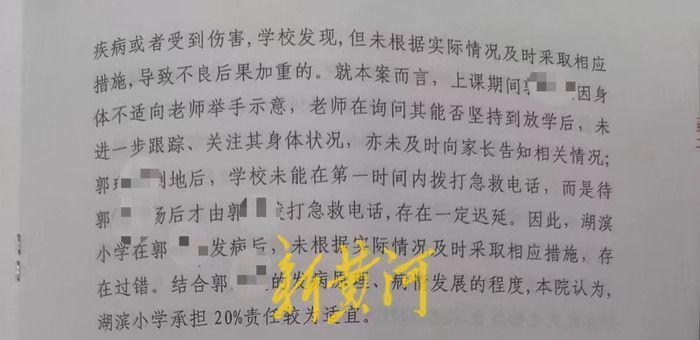 疾病或者受到伤害,学校发现,但未根据实际情况及时采取相应
措施,导致不良后果加重的。就本案而言,上课期间 因身
体不适向老师举手示意,老师在询问其能否坚持到放学后,未
进一步跟踪、关注其身体状况,亦未及时向家长告知相关情况;
郭 倒地后,学校未能在第一时间内拨打急救电话,而是待
郭 场后才由郭 拨打急救电话,存在一定迟延。因此,湖滨
小学在郭 发病后,未根据实际情况及时采取相应措施,存
在过错。结合郭 的发病原理、病情发展的程度,本院认为,
湖滨小学承担20%责任较为适宜。
新黄河